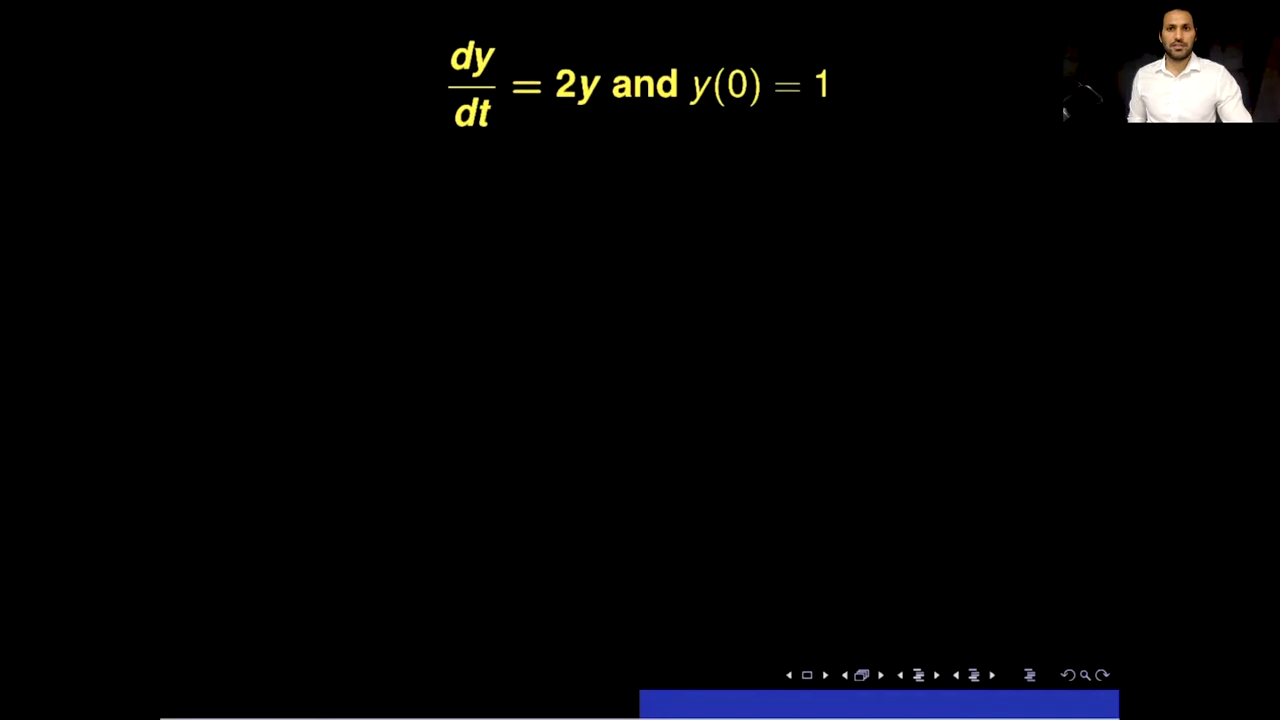 dy/dt = 2y and y(0) = 1